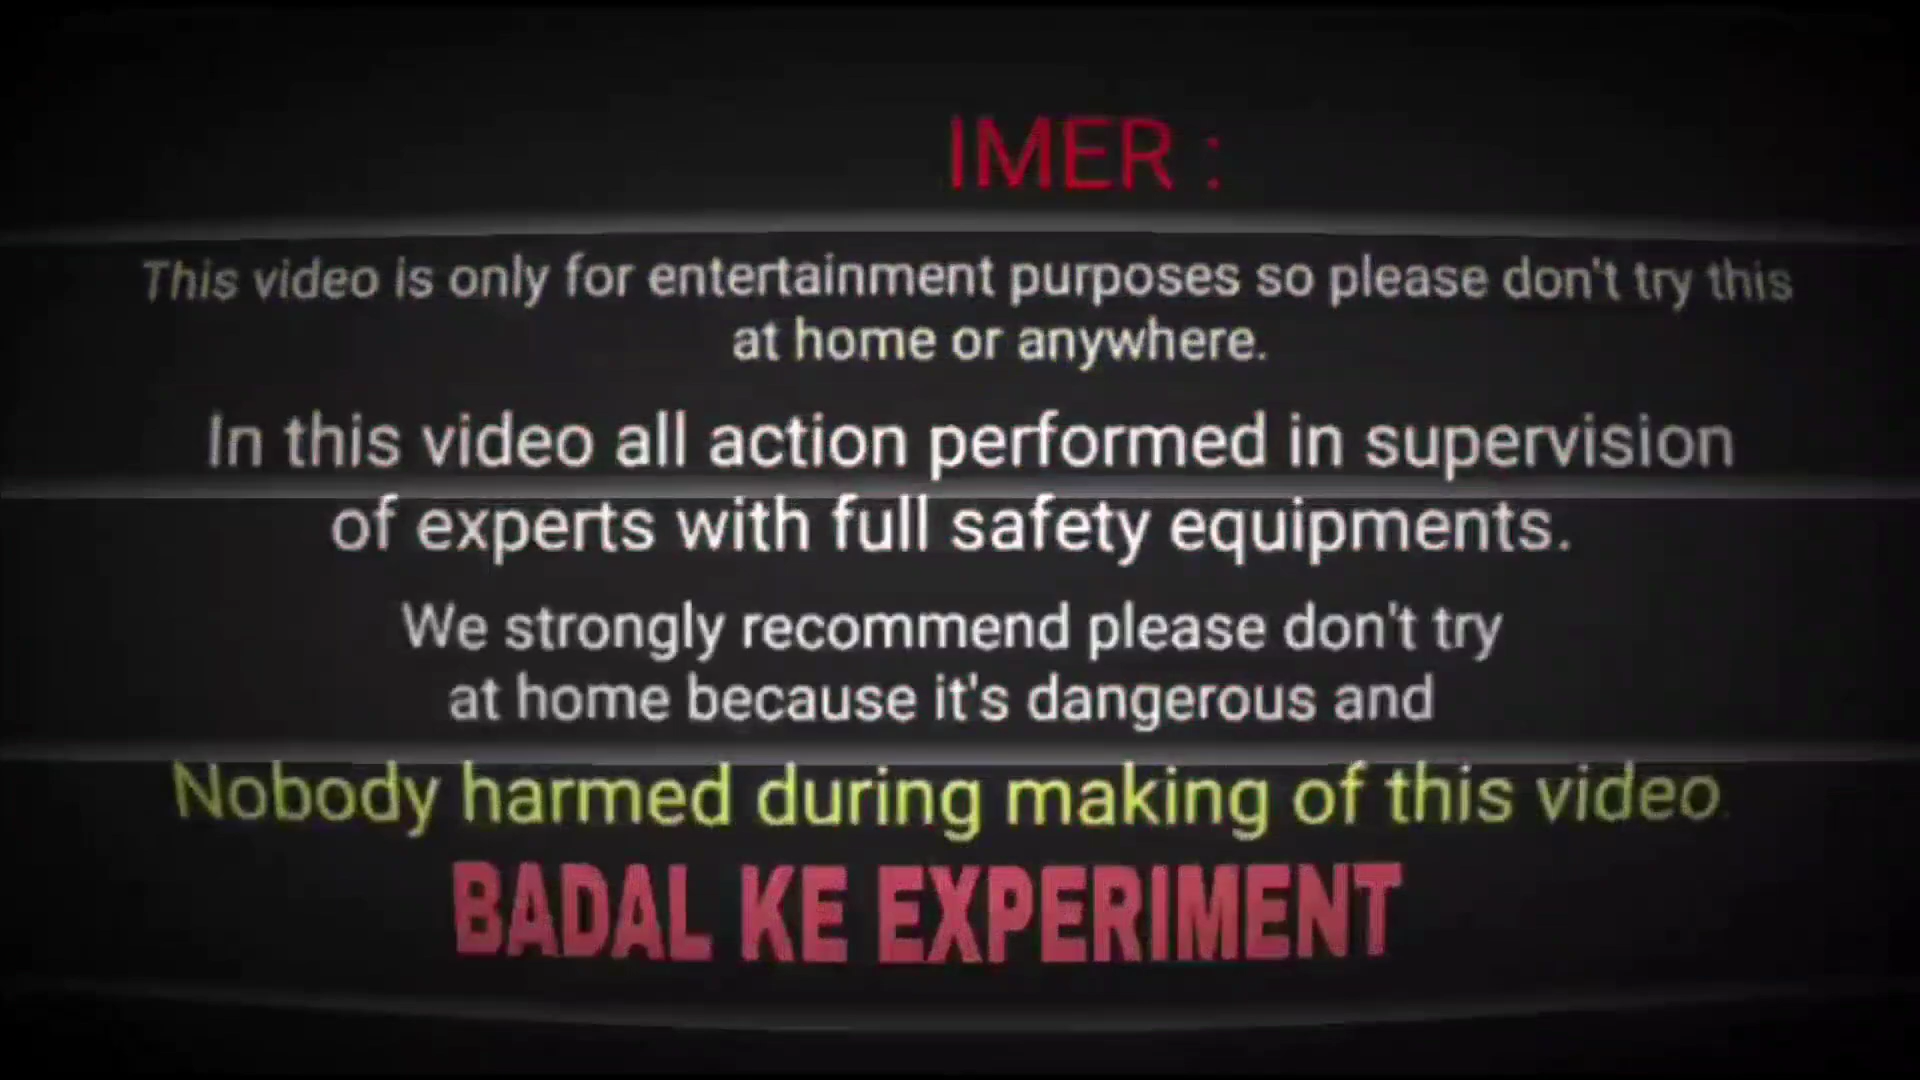 IMER :
This video is only for entertainment purposes so please don't try this
at home or anywhere.
In this video all action performed in supervision
of experts with full safety equipments.
We strongly recommend please don't try
at home because it's dangerous and
Nobody harmed during making of this video.
BADAL KE EXPERIMENT